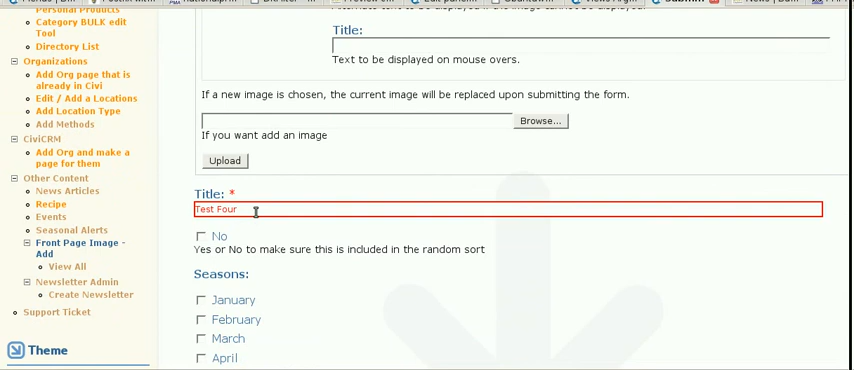 Personal Products
Category BULK edit
Tool
Directory List
Organizations
Add Org page that is
already in Civi
Edit / Add a Locations
Add Location Type
Add Methods
CiviCRM
Add Org and make a
page for them
Other Content
News Articles
Recipe
Events
Seasonal Alerts
Front Page Image -
Add
View All
Newsletter Admin
Create Newsletter
Support Ticket
Theme
Title:
Text to be displayed on mouse overs.
If a new image is chosen, the current image will be replaced upon submitting the form.
Browse...
If you want add an image
Upload
Title: *
Test Four
No
Yes or No to make sure this is included in the random sort
Seasons:
January
February
March
April